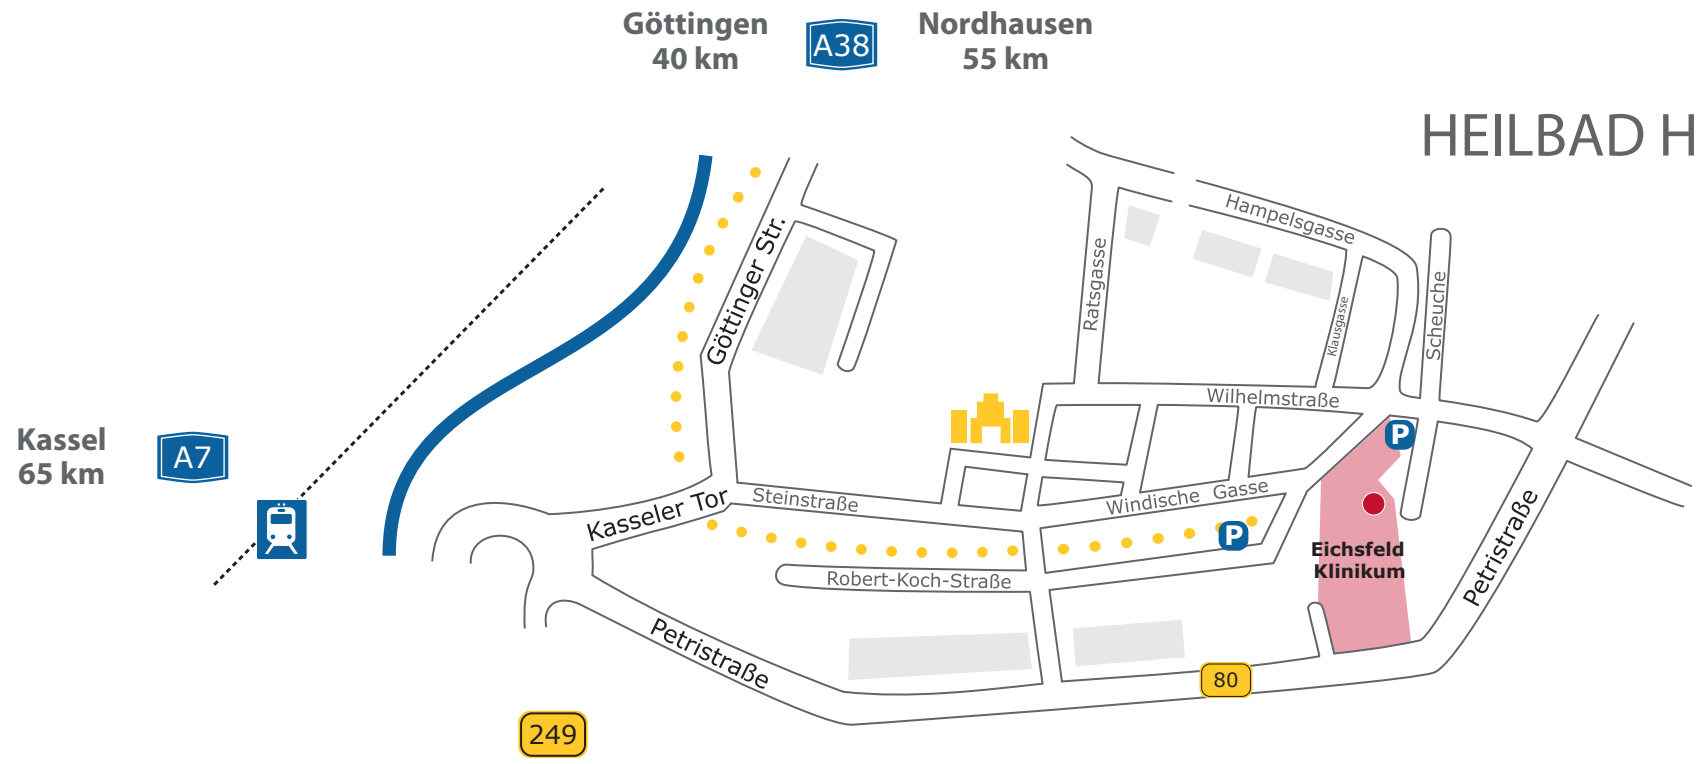 Göttingen
40 km
A38
Nordhausen
55 km
HEILBAD H
Hampelsgasse
Göttinger Str.
Ratsgasse
Klausgasse
Scheuche
Wilhelmstraße
Kassel
65 km
A7
P
Steinstraße
Windische Gasse
Kasseler Tor
P
Eichsfeld
Klinikum
Petristraße
Robert-Koch-Straße
Petristraße
80
249